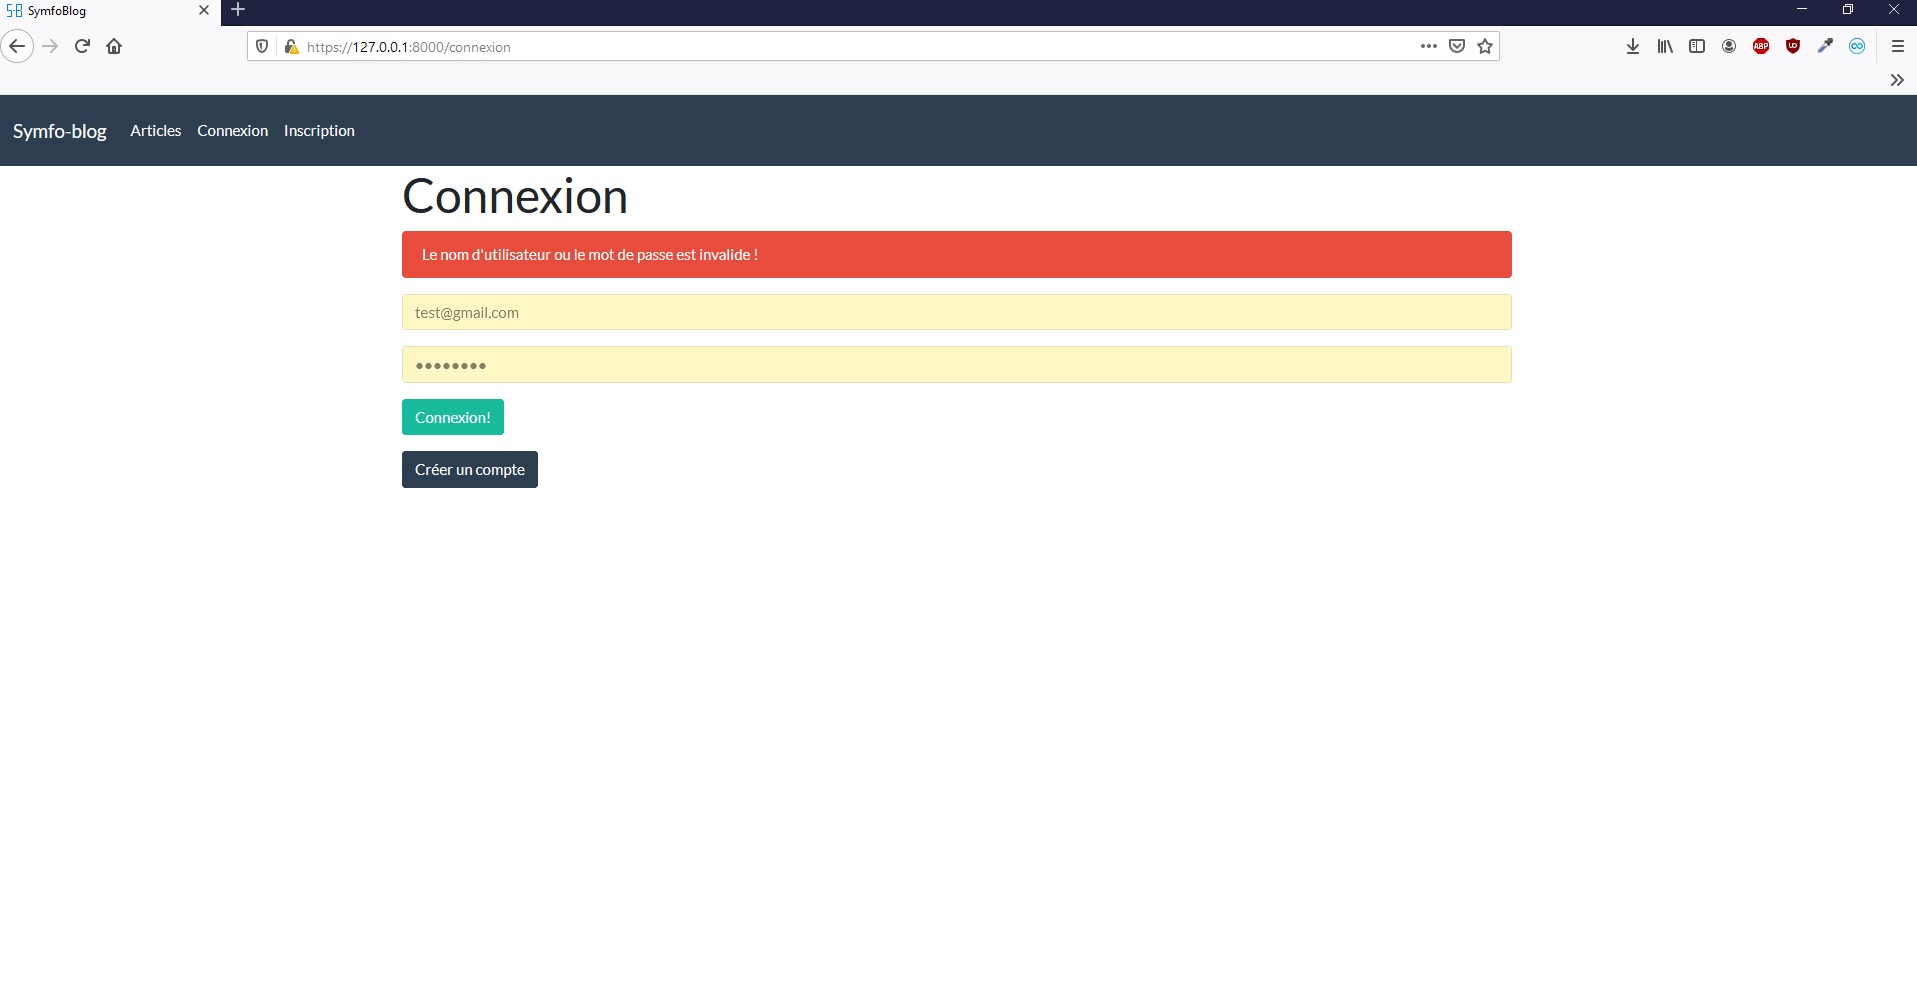 SymfoBlog
https://127.0.0.1:8000/connexion
ABP
Symfo-blog Articles Connexion Inscription
Connexion
Le nom d'utilisateur ou le mot de passe est invalide !
test@gmail.com
••••••••
Connexion!
Créer un compte